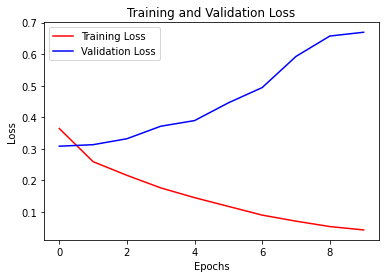 Training and Validation Loss
Training Loss
Validation Loss
Loss
0.7
0.6
0.5
0.4
0.3
0.2
0.1
0 2 4 6 8
Epochs